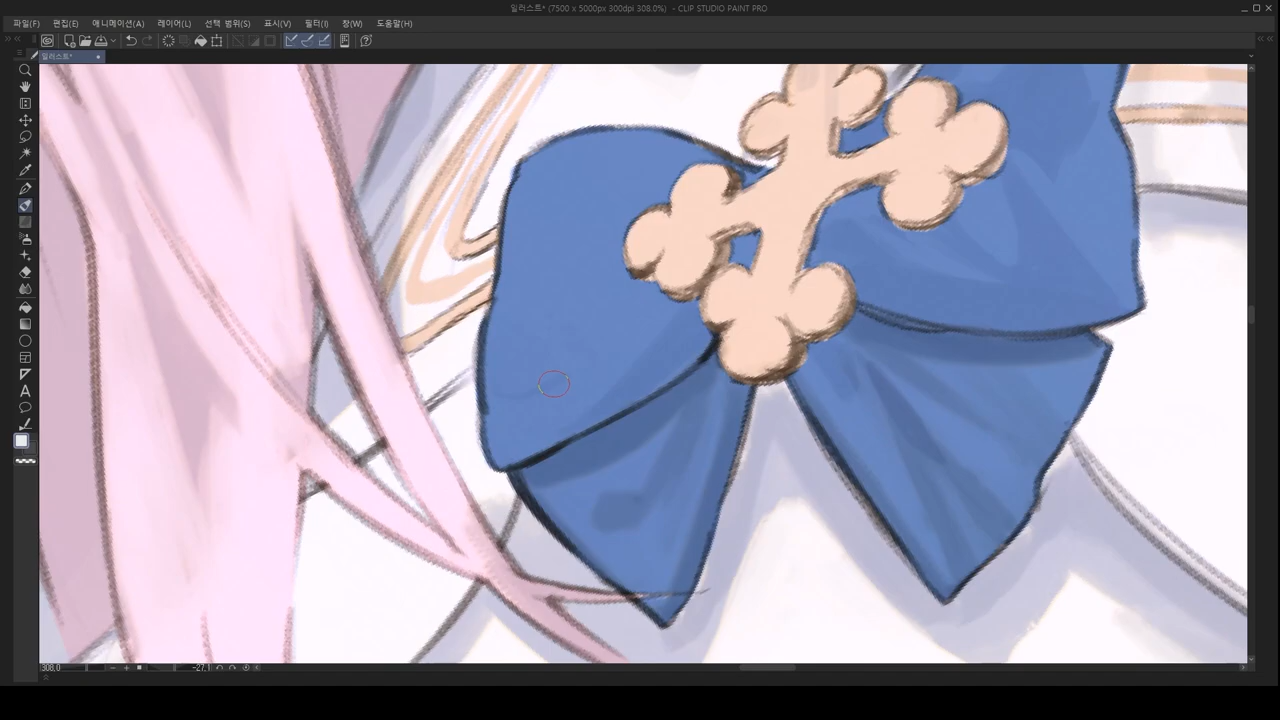 일러스트* (7500 x 5000px 300dpi 308.0%) - CLIP STUDIO PAINT PRO
파일(F) 편집(E) 애니메이션(A) 레이어(L) 선택 범위(S) 표시(V) 필터(I) 창(W) 도움말(H)
일러스트*
308.0 -27.1